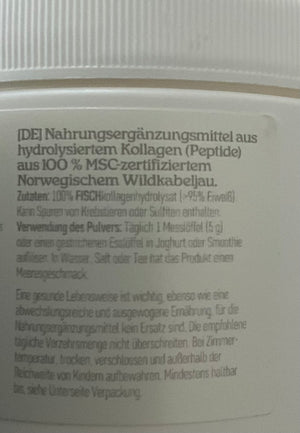 [DE] Nahrungsergänzungsmittel aus
hydrolysiertem Kollagen (Peptide)
aus 100 % MSC-zertifiziertem
Norwegischem Wildkabeljau.
Zutaten: 100% FISCHkollagenhydrolysat (>95% Eiweiß)
Kann Spuren von Krebstieren oder Sulfiten enthalten.
Verwendung des Pulvers: Täglich 1 Messlöffel (5 g)
oder einen gestrichenen Esslöffel in Joghurt oder Smothie
auflösen. In Wasser, Saft oder Tee hat das Produkt einen
Meeresgeschmack.
Eine gesunde Lebensweise ist wichtig, ebenso wie eine
abwechslungsreiche und ausgewogene Ernährung, für die
Nahrungsergänzungsmittel kein Ersatz sind. Die empfohlene
tägliche Verzehrsmenge nicht überschreiten. Bei Zimmer-
temperatur, trocken, verschlossen und außerhalb der
Reichweite von Kindern aufbewahren. Mindestens haltbar
bis, siehe Unterseite Verpackung.